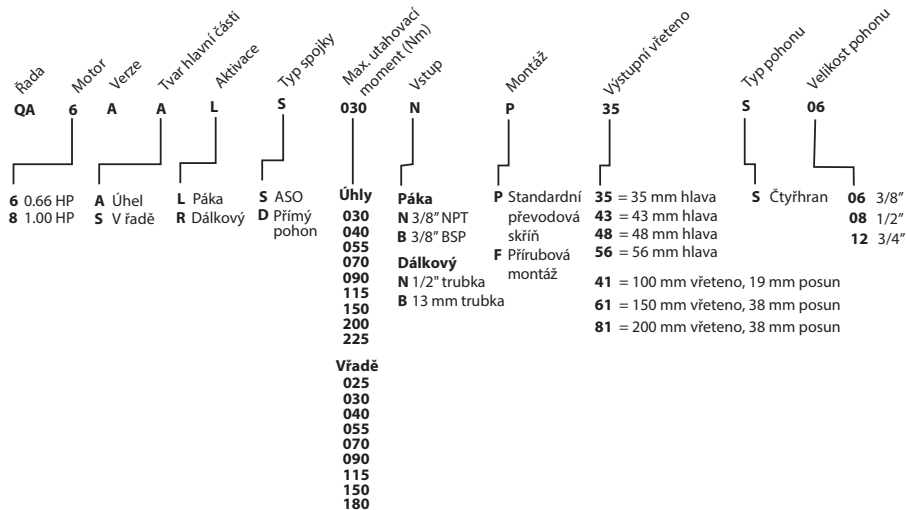 Řada
Motor
Verze
Tvar hlavní části
Aktivace
Typ spojky
Max. utahovací
moment (Nm)
Vstup
Montáž
Výstupní vřeteno
Typ pohonu
Velikost pohonu
QA 6 A A L S 030 N P 35 S 06
6 0.66 HP
8 1.00 HP
A Úhel
S V řadě
L Páka
R Dálkový
S ASO
D Přímý
pohon
Úhly
030
040
055
070
090
115
150
200
225
Vřadě
025
030
040
055
070
090
115
150
180
Páka
N 3/8” NPT
B 3/8” BSP
Dálkový
N 1/2" trubka
B 13 mm trubka
P Standardní
převodová
skříň
F Přírubová
montáž
35 = 35 mm hlava
43 = 43 mm hlava
48 = 48 mm hlava
56 = 56 mm hlava
41 = 100 mm vřeteno, 19 mm posun
61 = 150 mm vřeteno, 38 mm posun
81 = 200 mm vřeteno, 38 mm posun
S Čtyřhran
06 3/8”
08 1/2”
12 3/4”